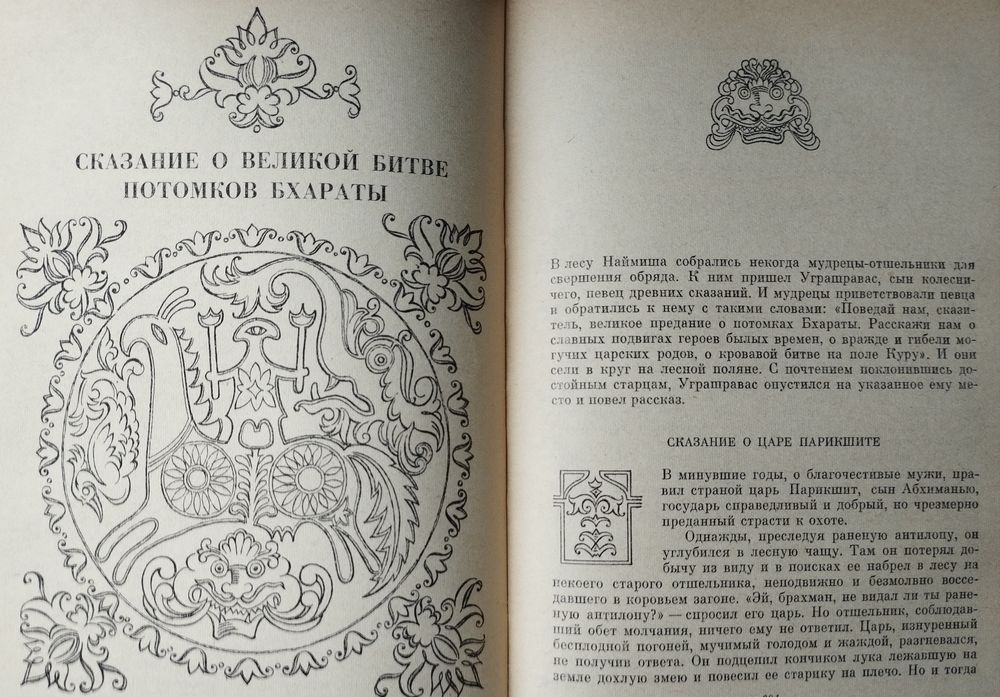 СКАЗАНИЕ О ВЕЛИКОЙ БИТВЕ
ПОТОМКОВ БХАРАТЫ
В лесу Наймиша собрались некогда мудрецы-отшельники для
свершения обряда. К ним пришел Уграшравас, сын колесни-
чего, певец древних сказаний. И мудрецы приветствовали певца
и обратились к нему с такими словами: «Поведай нам, скази-
тель, великое предание о потомках Бхараты. Расскажи нам о
славных подвигах героев былых времен, о вражде и гибели мо-
гучих царских родов, о кровавой битве на поле Куру». И они
сели в круг на лесной поляне. С почтением поклонившись до-
стойным старцам, Уграшравас опустился на указанное ему ме-
сто и повел рассказ.
СКАЗАНИЕ О ЦАРЕ ПАРИКШИТЕ
В минувшие годы, о благочестивые мужи, пра-
вил страной царь Парикшит, сын Абхиманью,
государь справедливый и добрый, но чрезмерно
преданный страсти к охоте.
Однажды, преследуя раненую антилопу, он
углубился в лесную чащу. Там он потерял до-
бычу из виду и в поисках ее набрел в лесу на
некоего старого отшельника, неподвижно и безмолвно воссе-
давшего в коровьем загоне. «Эй, брахман, не видал ли ты ране-
ную антилопу?» — спросил его царь. Но отшельник, соблюдав-
ший обет молчания, ничего ему не ответил. Царь, изнуренный
бесплодной погоней, мучимый голодом и жаждой, разгневался,
не получив ответа. Он подцепил кончиком лука лежавшую на
земле дохлую змею и повесил ее старику на плечо. Но и тогда